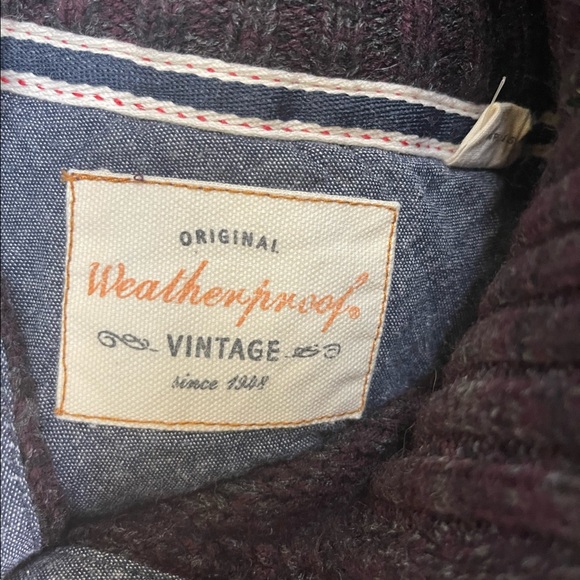 ORIGINAL
Weatherproof®
VINTAGE
since 1948